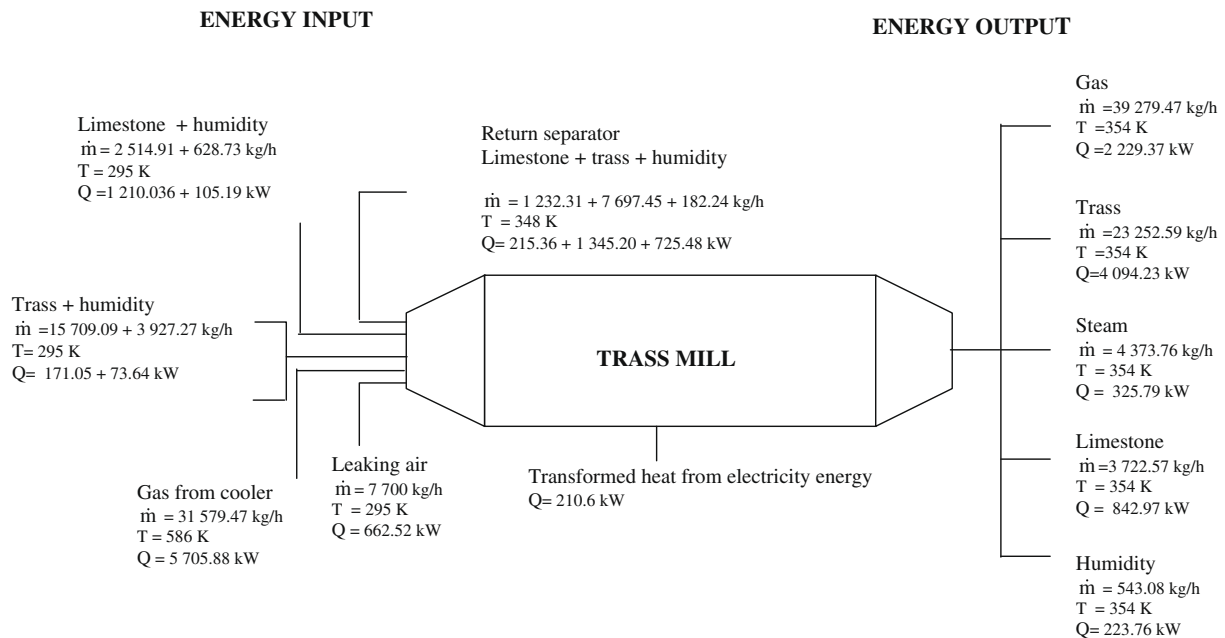 ENERGY INPUT
ENERGY OUTPUT
Limestone + humidity
ṁ = 2 514.91 + 628.73 kg/h
T = 295 K
Q =1 210.036 + 105.19 kW
Return separator
Limestone + trass + humidity
ṁ = 1 232.31 + 7 697.45 + 182.24 kg/h
T = 348 K
Q= 215.36 + 1 345.20 + 725.48 kW
Trass + humidity
ṁ =15 709.09 + 3 927.27 kg/h
T= 295 K
Q= 171.05 + 73.64 kW
Gas from cooler
ṁ = 31 579.47 kg/h
T = 586 K
Q = 5 705.88 kW
Leaking air
ṁ = 7 700 kg/h
T = 295 K
Q = 662.52 kW
TRASS MILL
Transformed heat from electricity energy
Q= 210.6 kW
Gas
ṁ =39 279.47 kg/h
T =354 K
Q =2 229.37 kW
Trass
ṁ =23 252.59 kg/h
T =354 K
Q=4 094.23 kW
Steam
ṁ = 4 373.76 kg/h
T = 354 K
Q = 325.79 kW
Limestone
ṁ =3 722.57 kg/h
T = 354 K
Q = 842.97 kW
Humidity
ṁ = 543.08 kg/h
T = 354 K
Q=223.76 kW